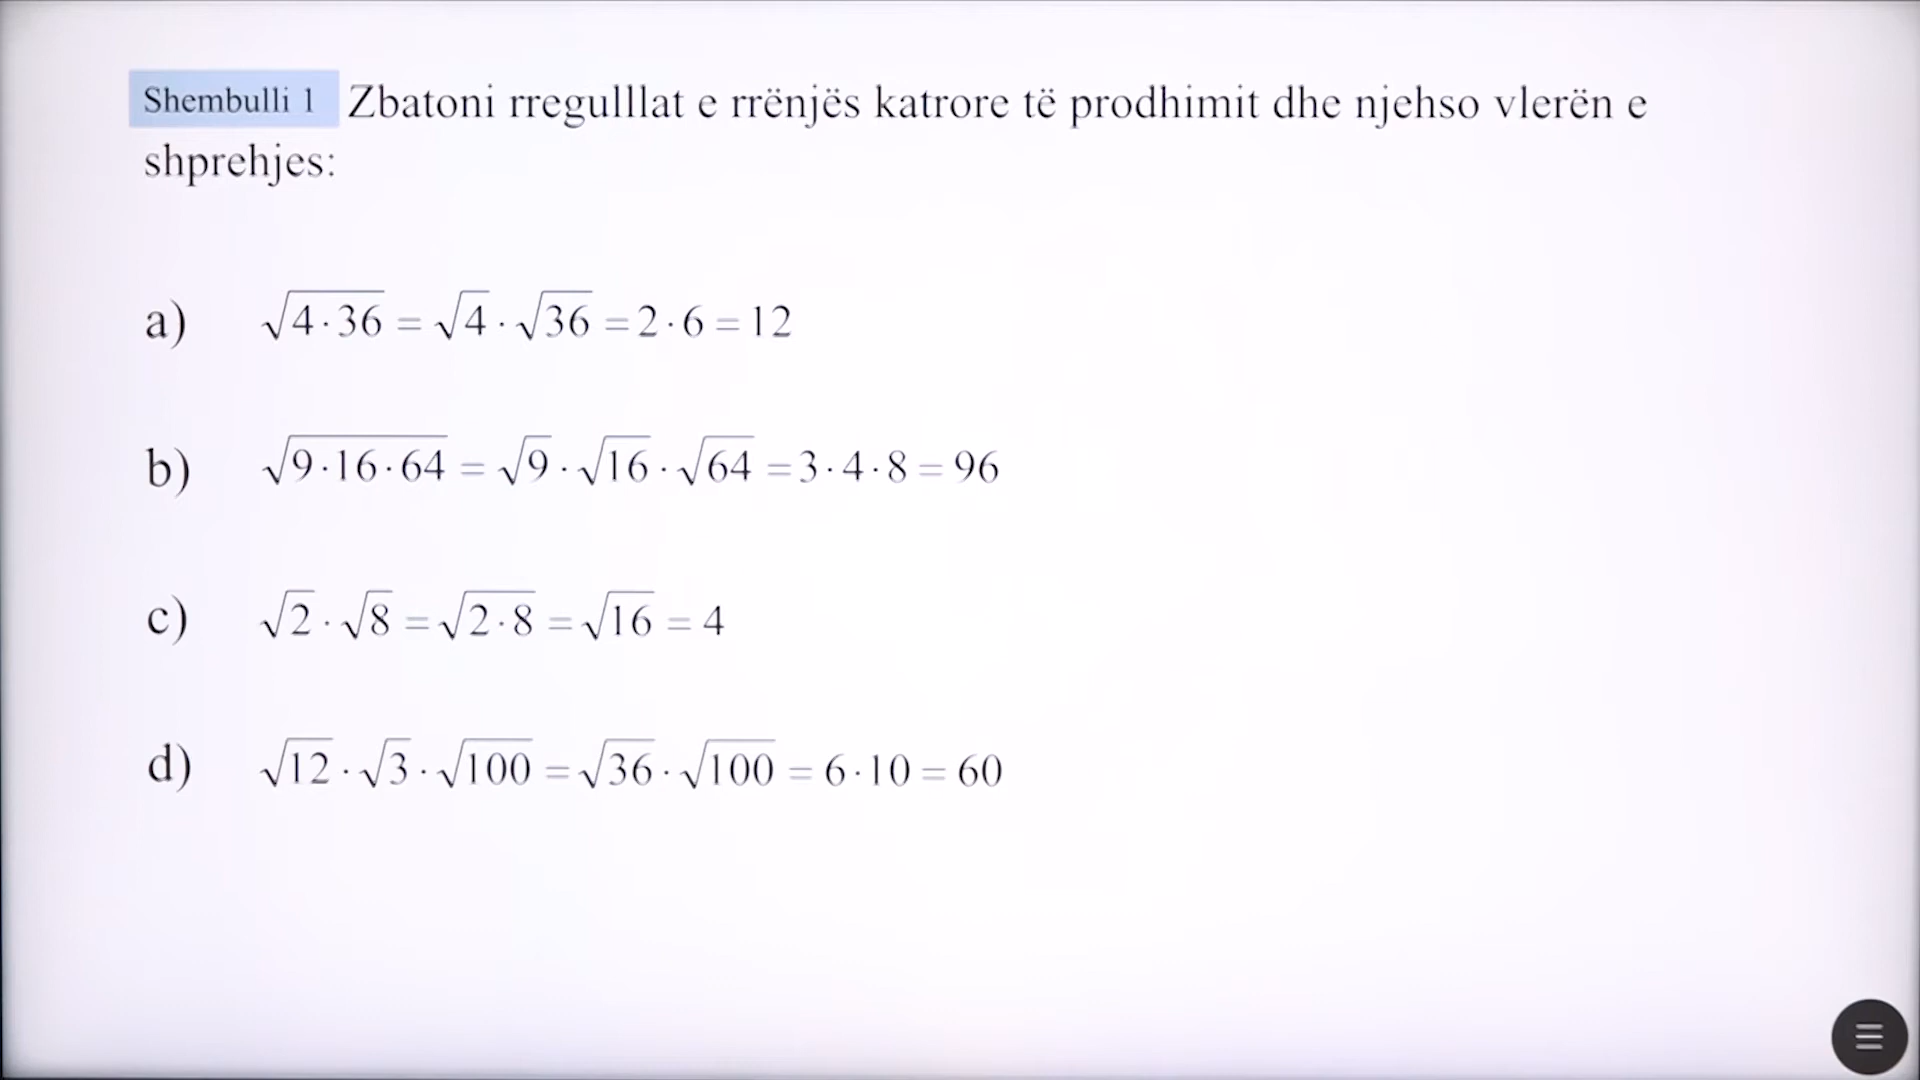 Shembulli 1 Zbatoni rregulllat e rrënjës katrore të prodhimit dhe njehso vlerën e
shprehjes:
a) √(4·36) = √4 · √36 = 2 · 6 = 12
b) √(9·16·64) = √9 · √16 · √64 = 3 · 4 · 8 = 96
c) √2 · √8 = √(2·8) = √16 = 4
d) √12 · √3 · √100 = √36 · √100 = 6 · 10 = 60